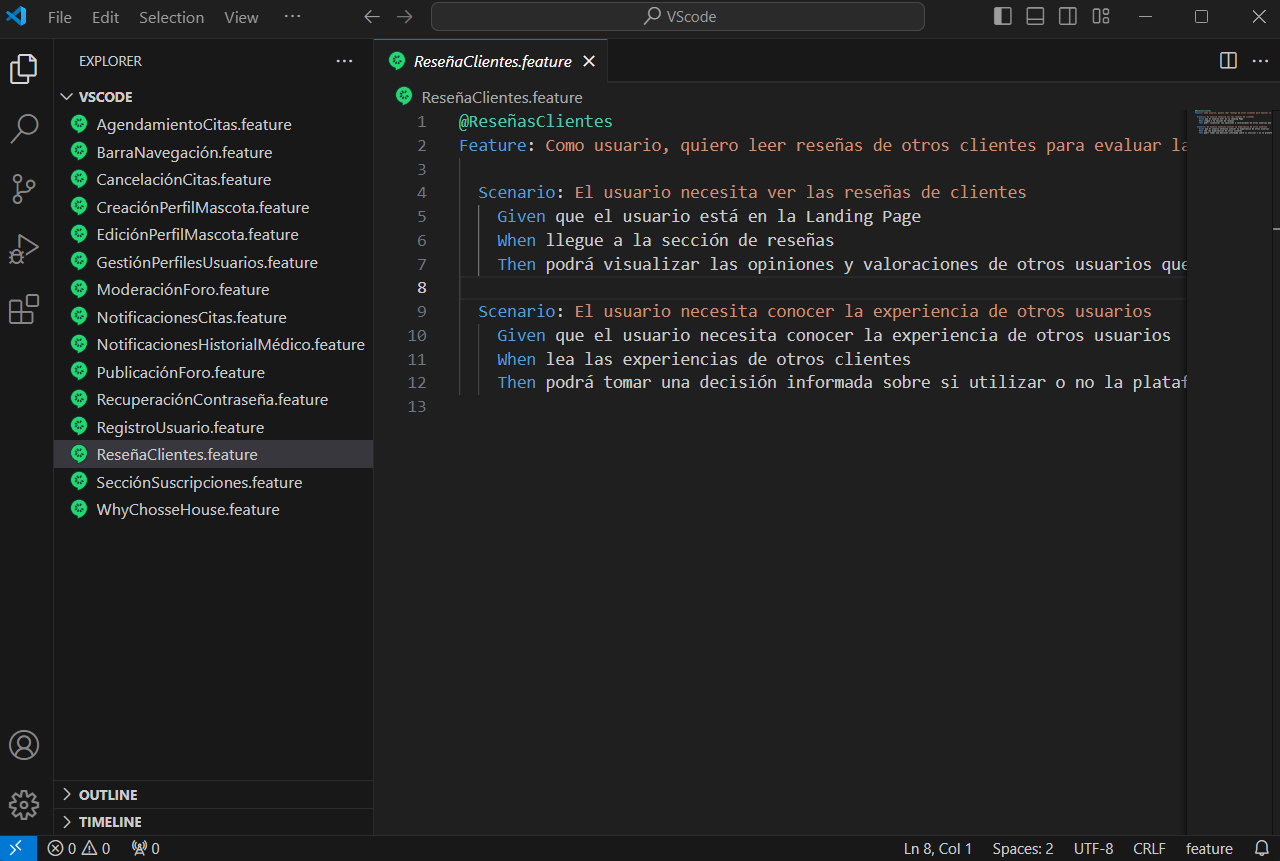 File Edit Selection View ··· VScode
EXPLORER ···
VSCODE
AgendamientoCitas.feature
BarraNavegación.feature
CancelaciónCitas.feature
CreaciónPerfilMascota.feature
EdiciónPerfilMascota.feature
GestiónPerfilesUsuarios.feature
ModeraciónForo.feature
NotificacionesCitas.feature
NotificacionesHistorialMédico.feature
PublicaciónForo.feature
RecuperaciónContraseña.feature
RegistroUsuario.feature
ReseñaClientes.feature
SecciónSuscripciones.feature
WhyChosseHouse.feature
OUTLINE
TIMELINE
ReseñaClientes.feature
ReseñaClientes.feature
1 @ReseñasClientes
2 Feature: Como usuario, quiero leer reseñas de otros clientes para evaluar la
3
4 Scenario: El usuario necesita ver las reseñas de clientes
5 Given que el usuario está en la Landing Page
6 When llegue a la sección de reseñas
7 Then podrá visualizar las opiniones y valoraciones de otros usuarios que
8
9 Scenario: El usuario necesita conocer la experiencia de otros usuarios
10 Given que el usuario necesita conocer la experiencia de otros usuarios
11 When lea las experiencias de otros clientes
12 Then podrá tomar una decisión informada sobre si utilizar o no la plataf
13
0 0 0 Ln 8, Col 1 Spaces: 2 UTF-8 CRLF feature